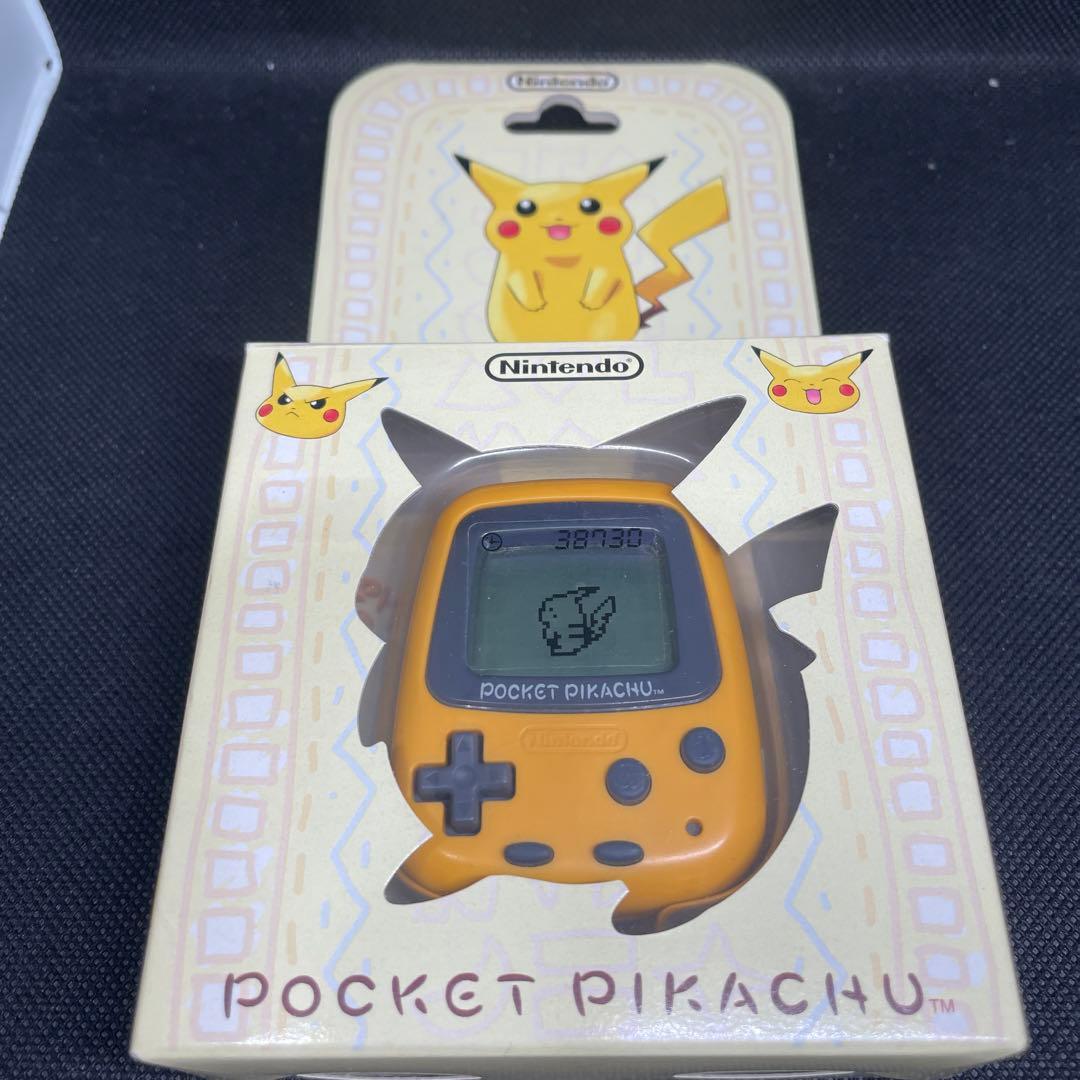 Nintendo
Nintendo®
38730
POCKET PIKACHU™
Nintendo
POCKET PIKACHU™